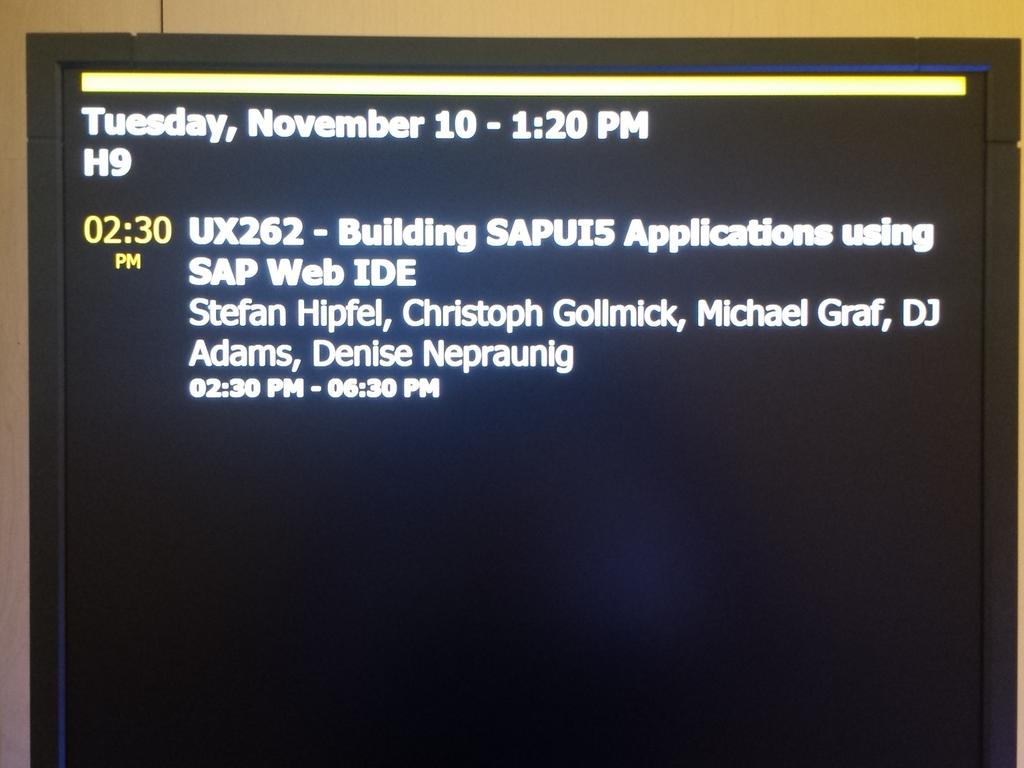 Tuesday, November 10 - 1:20 PM
H9
02:30 PM
UX262 - Building SAPUI5 Applications using
SAP Web IDE
Stefan Hipfel, Christoph Gollmick, Michael Graf, DJ
Adams, Denise Nepraunig
02:30 PM - 06:30 PM